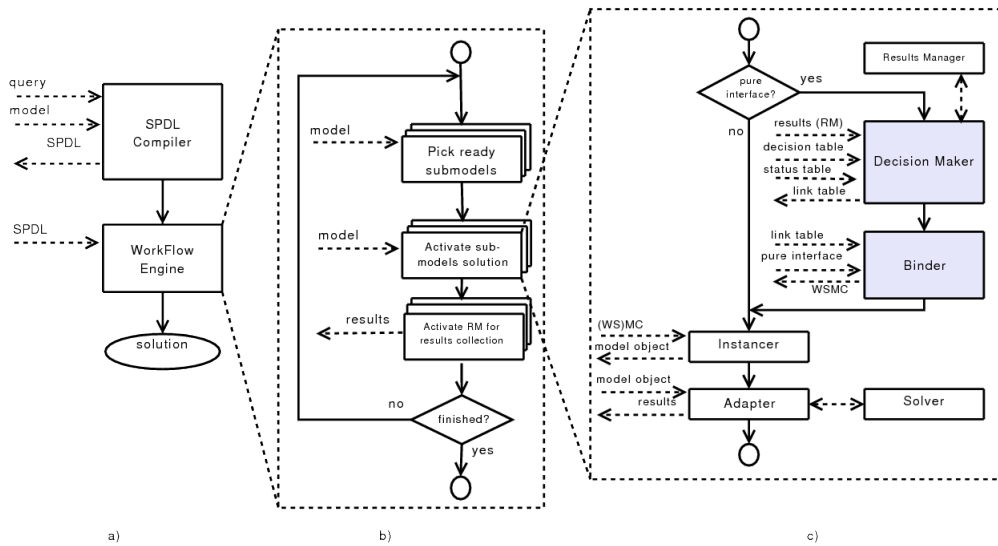 query
model
SPDL
SPDL
Compiler
SPDL
WorkFlow
Engine
solution
a)
model
Pick ready
submodels
model
Activate sub-
models solution
results
Activate RM for
results collection
no
finished?
yes
b)
pure
interface?
yes
no
Results Manager
results (RM)
decision table
status table
link table
Decision Maker
link table
pure interface
WSMC
Binder
(WS)MC
model object
Instancer
model object
results
Adapter
Solver
c)